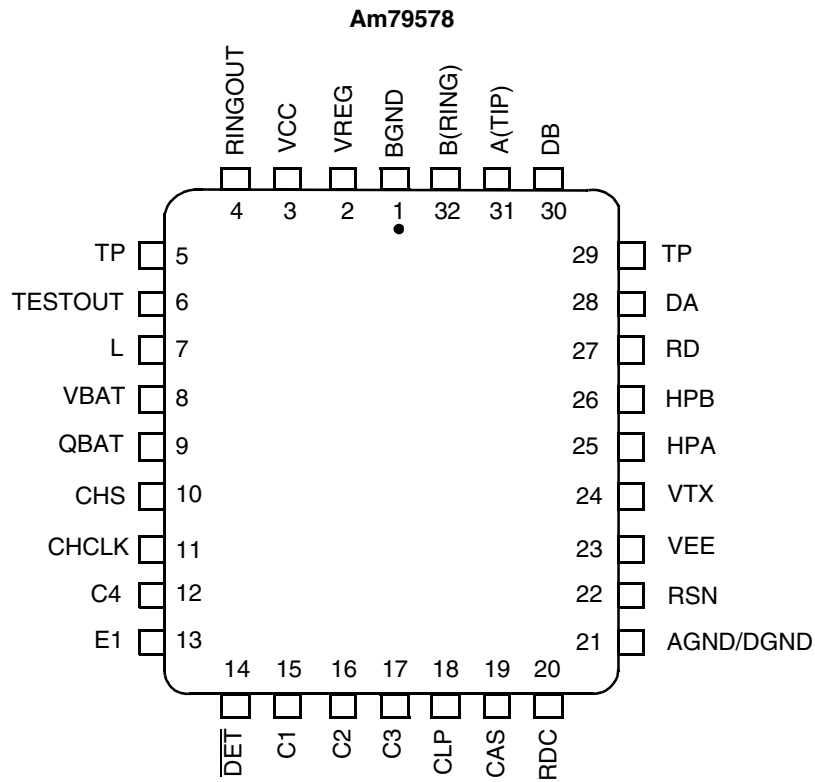 Am79578
RINGOUT VCC VREG BGND B(RING) A(TIP) DB
4 3 2 1 32 31 30
TP 5 29 TP
TESTOUT 6 28 DA
L 7 27 RD
VBAT 8 26 HPB
QBAT 9 25 HPA
CHS 10 24 VTX
CHCLK 11 23 VEE
C4 12 22 RSN
E1 13 21 AGND/DGND
14 15 16 17 18 19 20
DET C1 C2 C3 CLP CAS RDC